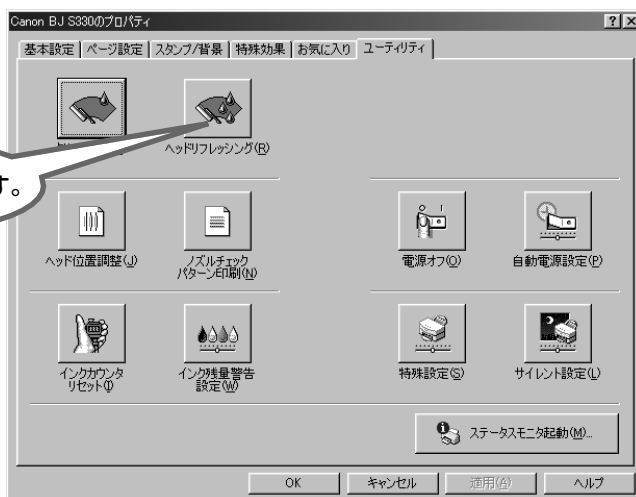 Canon BJ S330のプロパティ
基本設定 ページ設定 スタンプ/背景 特殊効果 お気に入り ユーティリティ
ヘッドリフレッシング(R)
す。
ヘッド位置調整(J)
ノズルチェック
パターン印刷(N)
電源オフ(O)
自動電源設定(P)
インクカウンタ
リセット(I)
インク残量警告
設定(W)
特殊設定(S)
サイレント設定(L)
ステータスモニタ起動(M)...
OK キャンセル 適用(A) ヘルプ